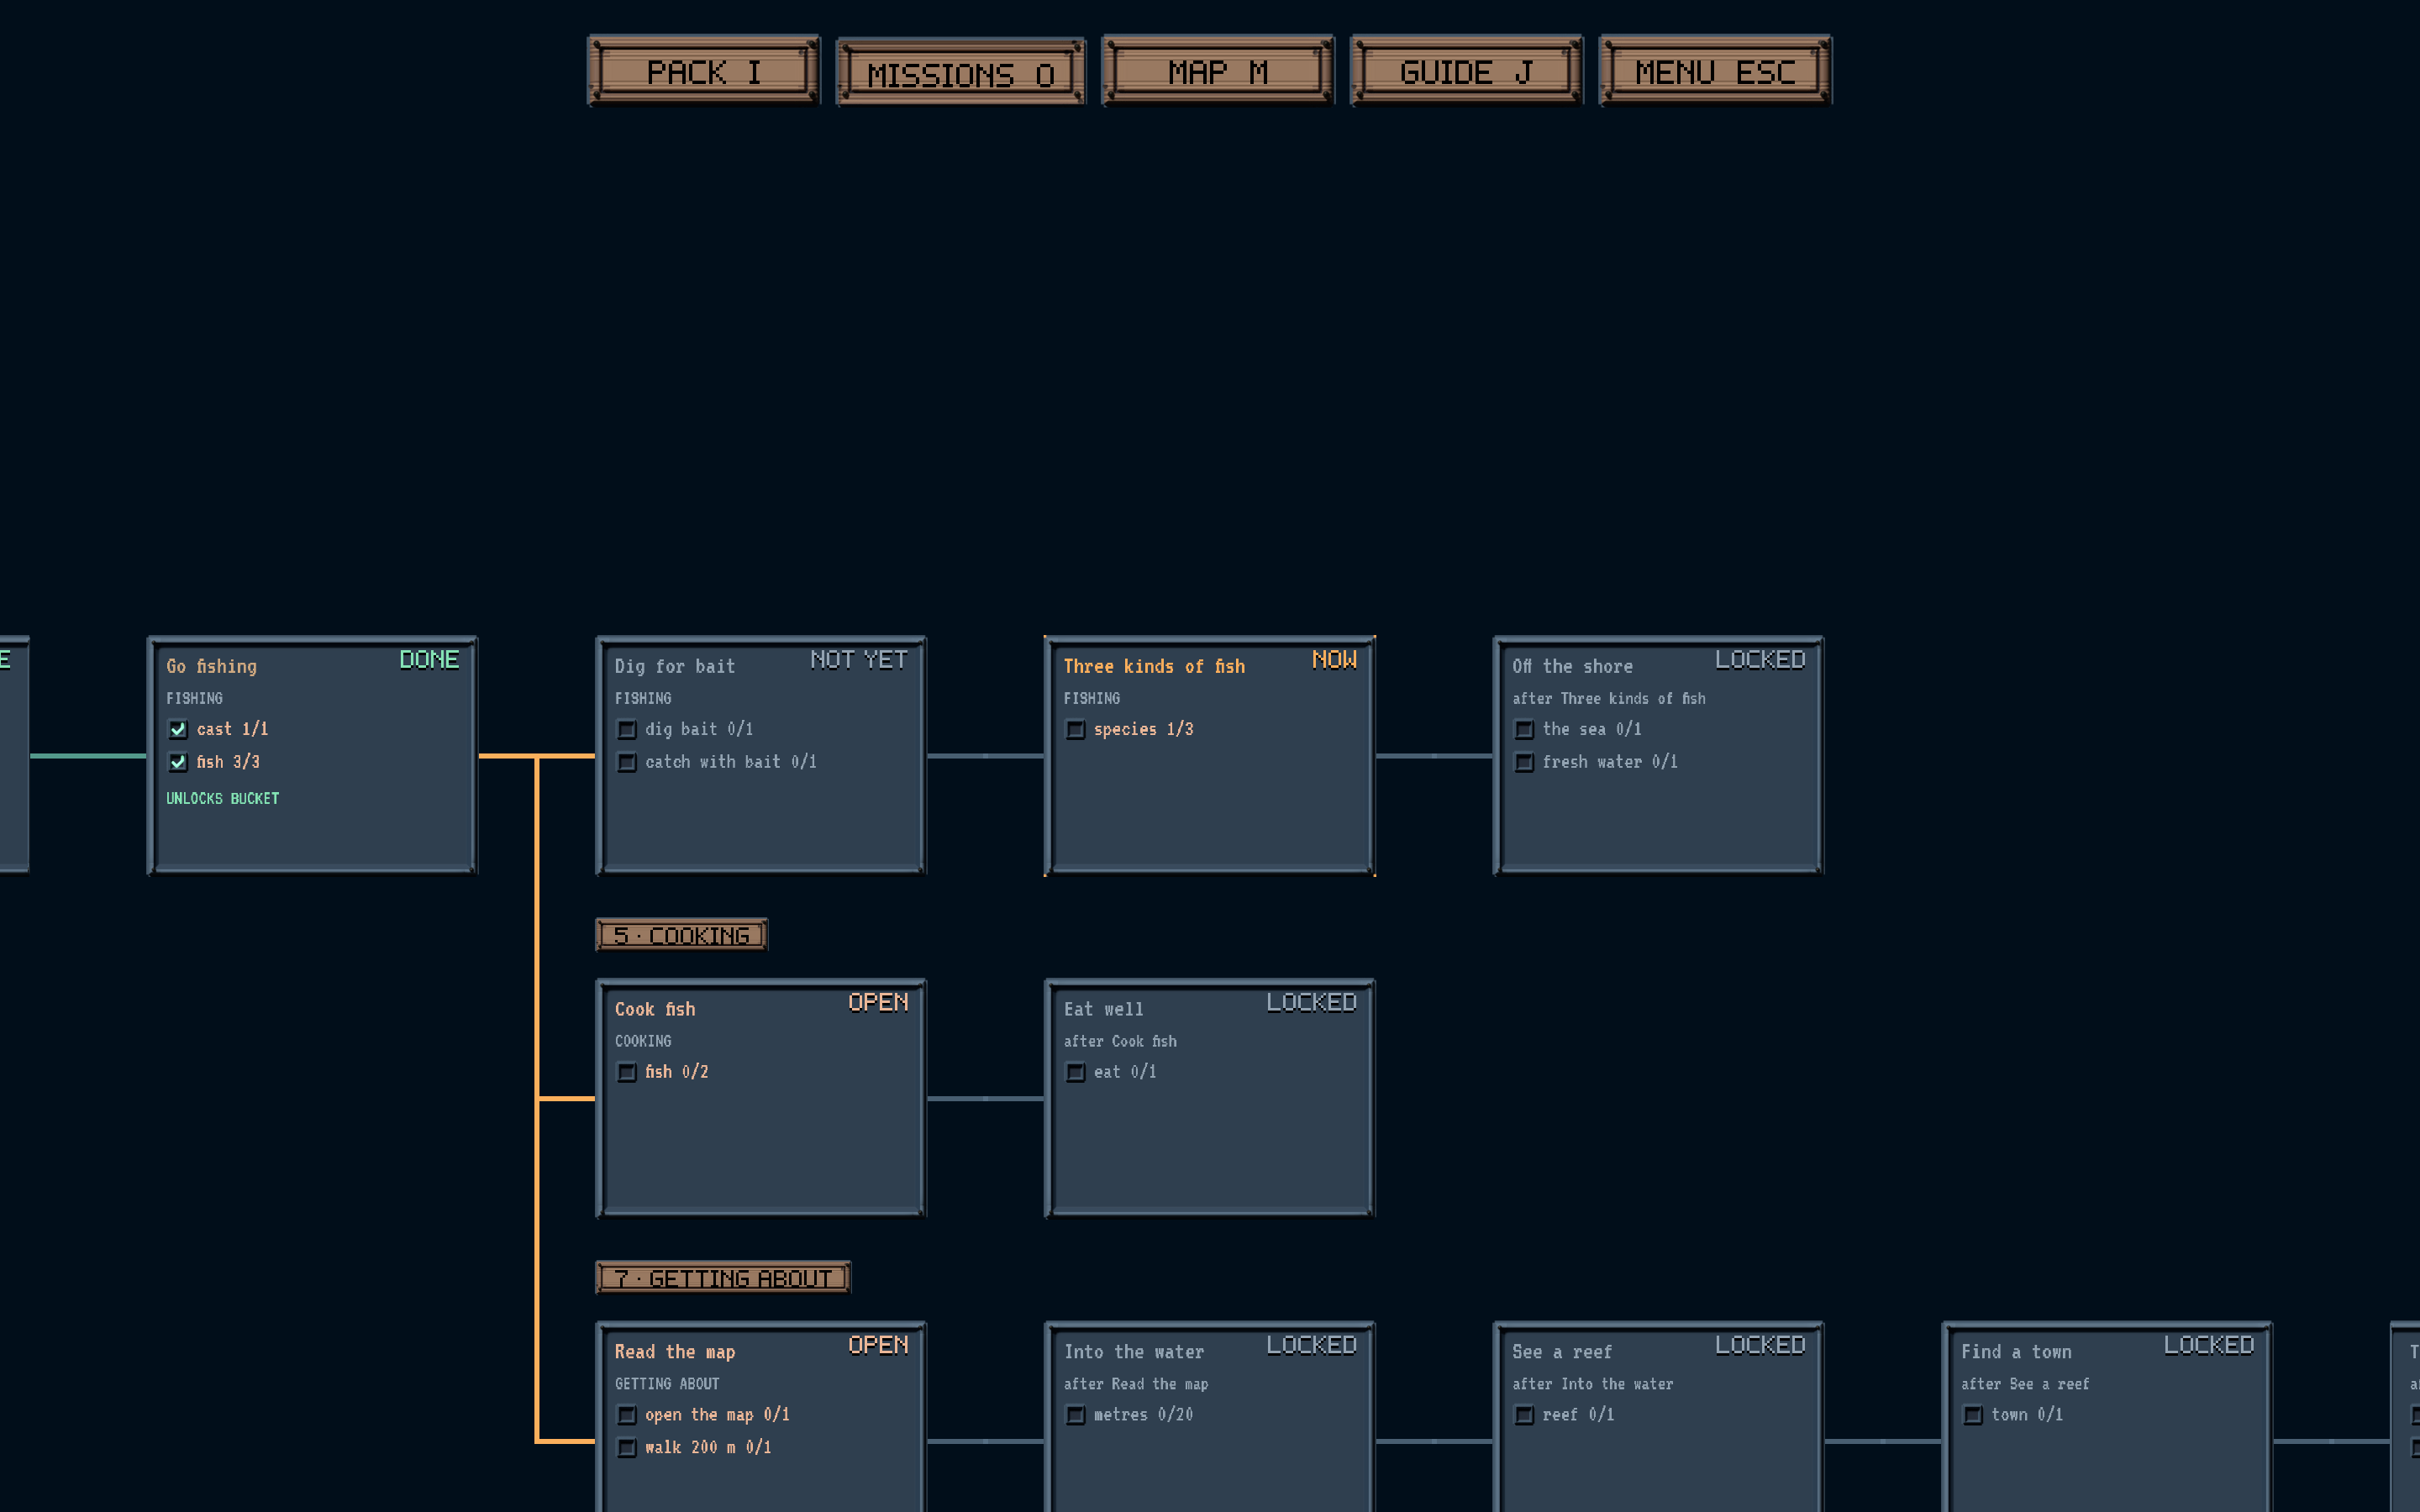 PACK I
MISSIONS O
MAP M
GUIDE J
MENU ESC
E
Go fishing
DONE
FISHING
cast 1/1
fish 3/3
UNLOCKS BUCKET
Dig for bait
NOT YET
FISHING
dig bait 0/1
catch with bait 0/1
Three kinds of fish
NOW
FISHING
species 1/3
Off the shore
LOCKED
after Three kinds of fish
the sea 0/1
fresh water 0/1
5 · COOKING
Cook fish
OPEN
COOKING
fish 0/2
Eat well
LOCKED
after Cook fish
eat 0/1
7 · GETTING ABOUT
Read the map
OPEN
GETTING ABOUT
open the map 0/1
walk 200 m 0/1
Into the water
LOCKED
after Read the map
metres 0/20
See a reef
LOCKED
after Into the water
reef 0/1
Find a town
LOCKED
after See a reef
town 0/1
T